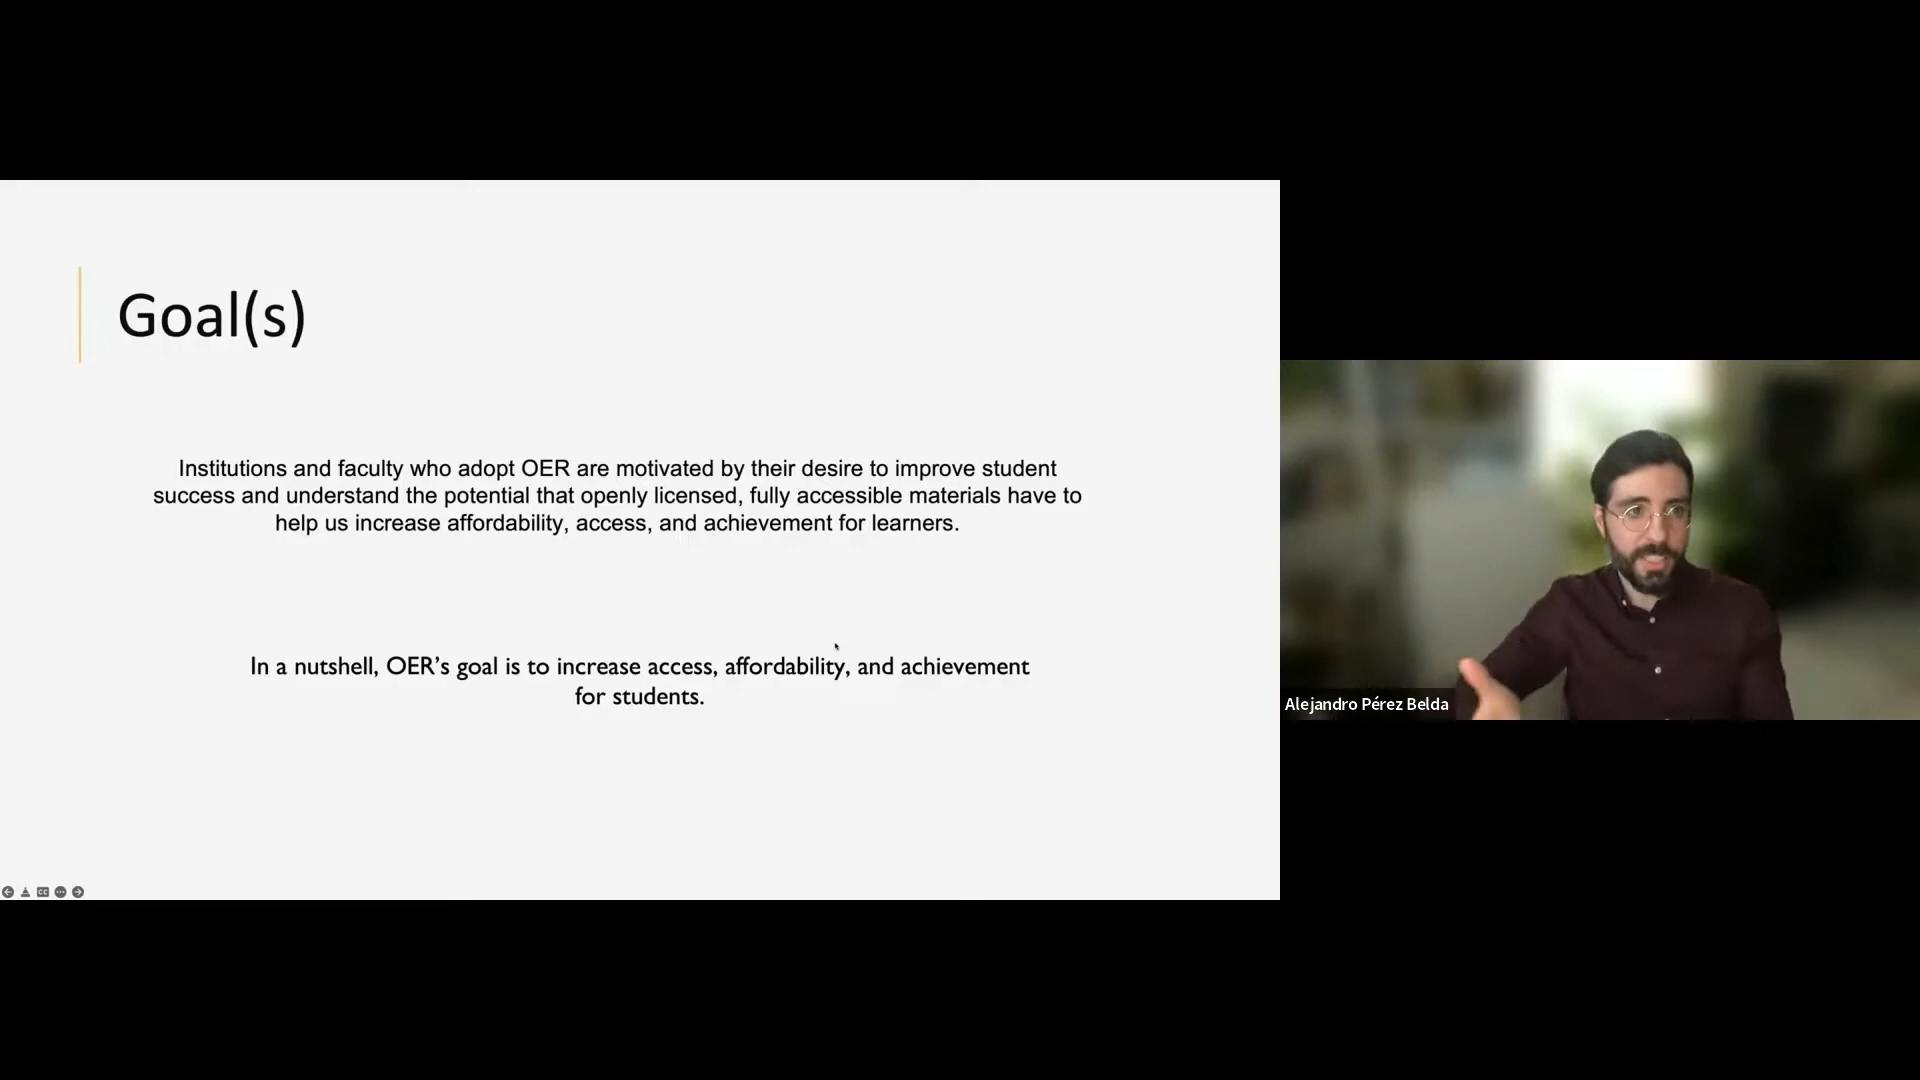 Goal(s)
Institutions and faculty who adopt OER are motivated by their desire to improve student
success and understand the potential that openly licensed, fully accessible materials have to
help us increase affordability, access, and achievement for learners.
In a nutshell, OER’s goal is to increase access, affordability, and achievement
for students.
Alejandro Pérez Belda